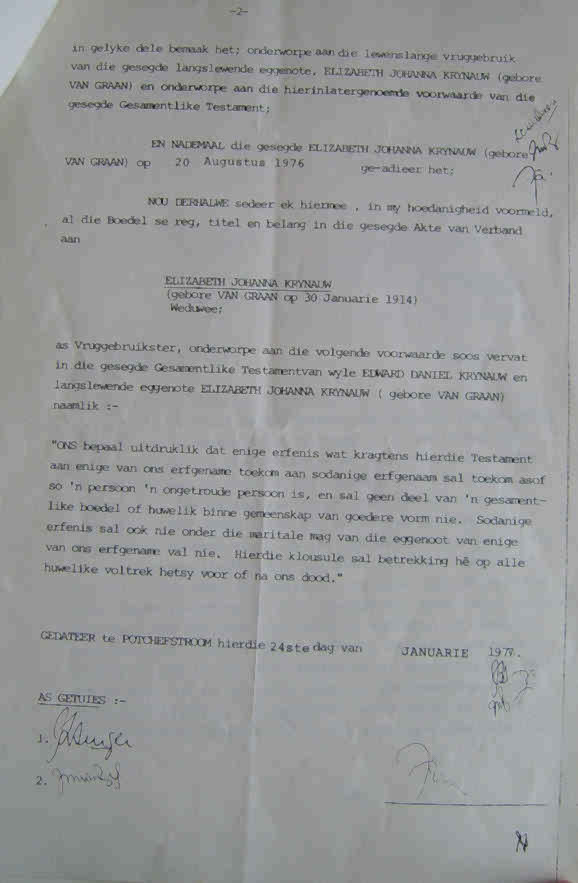 -2-
in gelyke dele bemaak het; onderworpe aan die lewenslange vruggebruik
van die gesegde langslewende eggenote, ELIZABETH JOHANNA KRYNAUW (gebore
VAN GRAAN) en onderworpe aan die hierinlatergenoemde voorwaarde van die
gesegde Gesamentlike Testament;
EN NADEMAAL die gesegde ELIZABETH JOHANNA KRYNAUW (gebore
VAN GRAAN) op 20 Augustus 1976 ge-adieer het;
NOU DERHALWE sedeer ek hiermee , in my hoedanigheid voormeld,
al die Boedel se reg, titel en belang in die gesegde Akte van Verband
aan
ELIZABETH JOHANNA KRYNAUW
(gebore VAN GRAAN op 30 Januarie 1914)
Weduwee;
as Vruggebruikster, onderworpe aan die volgende voorwaarde soos vervat
in die gesegde Gesamentlike Testamentvan wyle EDWARD DANIEL KRYNAUW en
langslewende eggenote ELIZABETH JOHANNA KRYNAUW ( gebore VAN GRAAN)
naamlik :-
"ONS bepaal uitdruklik dat enige erfenis wat kragtens hierdie Testament
aan enige van ons erfgename toekom aan sodanige erfgenaam sal toekom asof
so 'n persoon 'n ongetroude persoon is, en sal geen deel van 'n gesament-
like boedel of huwelik binne gemeenskap van goedere vorm nie. Sodanige
erfenis sal ook nie onder die maritale mag van die eggenoot van enige
van ons erfgename val nie. Hierdie klousule sal betrekking hê op alle
huwelike voltrek hetsy voor of na ons dood."
GEDATEER te POTCHEFSTROOM hierdie 24ste dag van JANUARIE 1977.
AS GETUIES :-
1.
2.